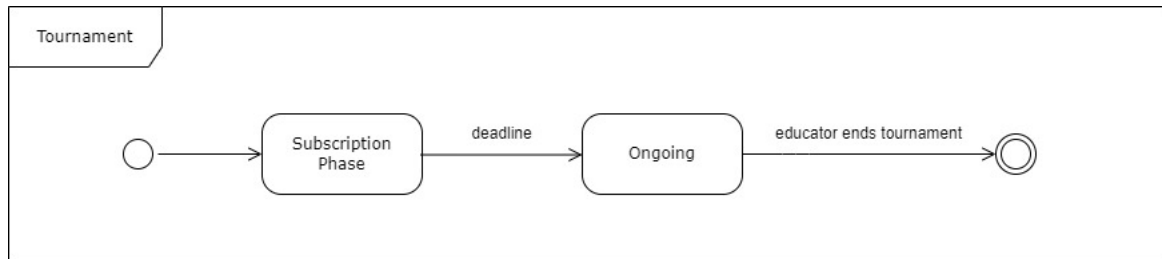 Tournament
Subscription
Phase
deadline
Ongoing
educator ends tournament